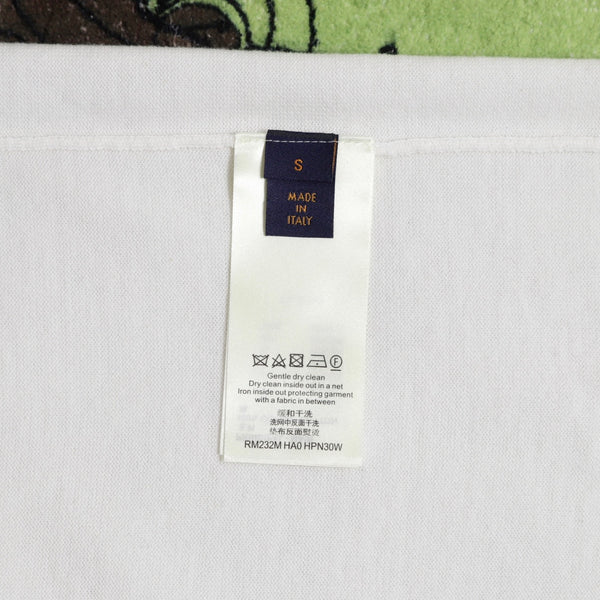 S
MADE
IN
ITALY
Gentle dry clean
Dry clean inside out in a net
Iron inside out protecting garment
with a fabric in between
缓和干洗
洗网中反面干洗
垫布反面熨烫
RM232M HA0 HPN30W